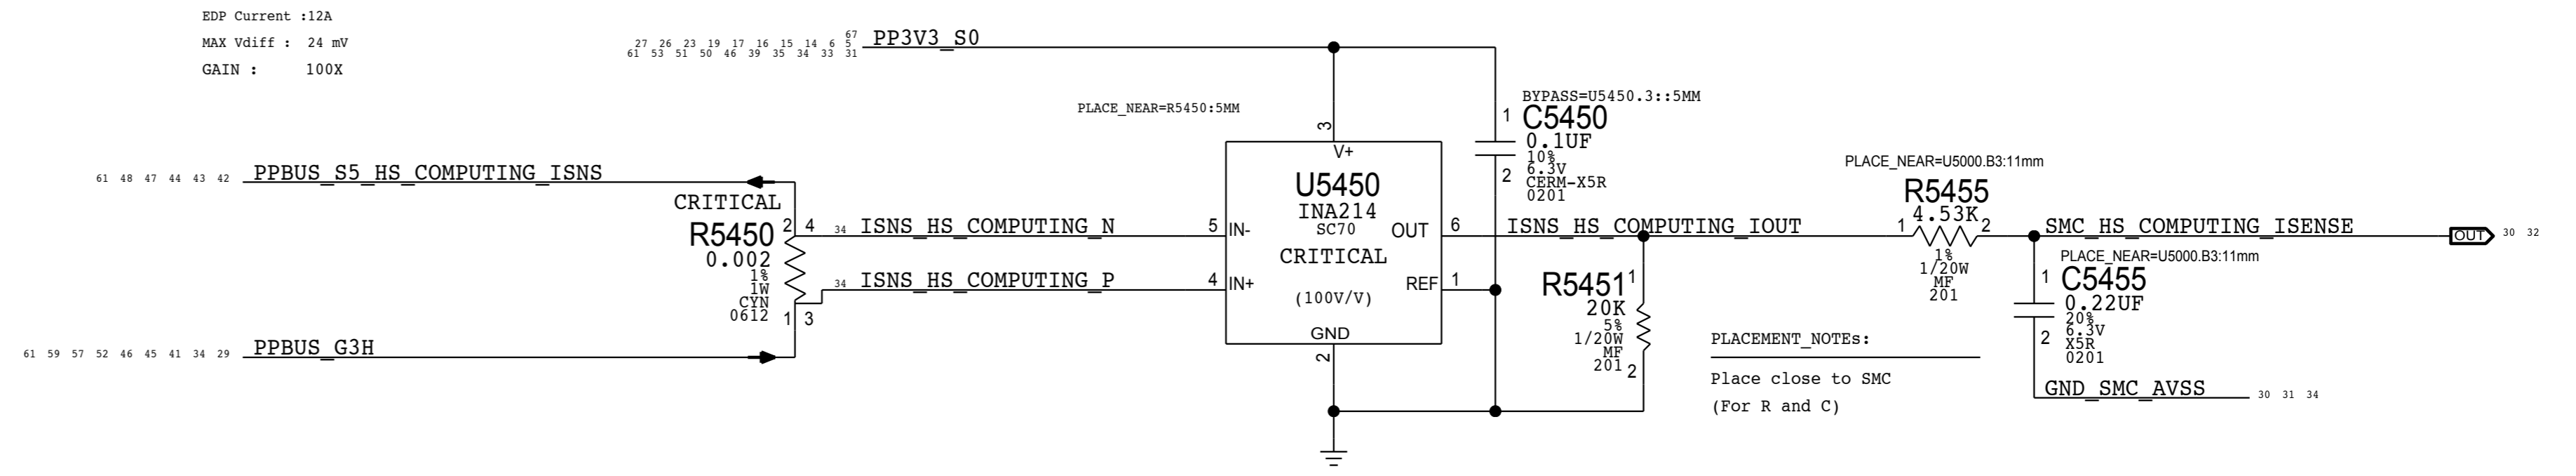 EDP Current :12A
MAX Vdiff : 24 mV
GAIN : 100X
67
27 26 23 19 17 16 15 14 6 5
61 53 51 50 46 39 35 34 33 31
PP3V3_S0
PLACE_NEAR=R5450:5MM
BYPASS=U5450.3::5MM
1
C5450
0.1UF
10%
6.3V
CERM-X5R
0201
2
3
V+
U5450
INA214
SC70
CRITICAL
(100V/V)
5 IN-
4 IN+
OUT 6
REF 1
GND
2
61 48 47 44 43 42 PPBUS_S5_HS_COMPUTING_ISNS
CRITICAL
R5450
0.002
1%
1W
CYN
0612
2 4
1 3
34 ISNS_HS_COMPUTING_N
34 ISNS_HS_COMPUTING_P
61 59 57 52 46 45 41 34 29 PPBUS_G3H
ISNS_HS_COMPUTING_IOUT
R5451
1
20K
5%
1/20W
MF
201
2
PLACE_NEAR=U5000.B3:11mm
R5455
4.53K
1 2
1%
1/20W
MF
201
SMC_HS_COMPUTING_ISENSE
OUT 30 32
PLACE_NEAR=U5000.B3:11mm
1
C5455
0.22UF
20%
6.3V
X5R
0201
2
PLACEMENT_NOTEs:
Place close to SMC
(For R and C)
GND_SMC_AVSS 30 31 34